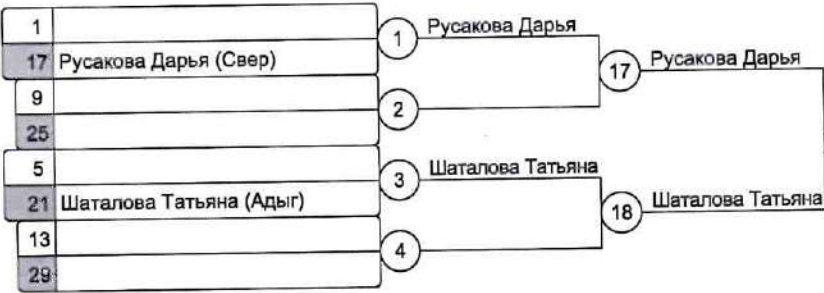 1
1 Русакова Дарья
17 Русакова Дарья (Свер)
17 Русакова Дарья
9
2
25
5
3 Шаталова Татьяна
21 Шаталова Татьяна (Адыг)
18 Шаталова Татьяна
13
4
29